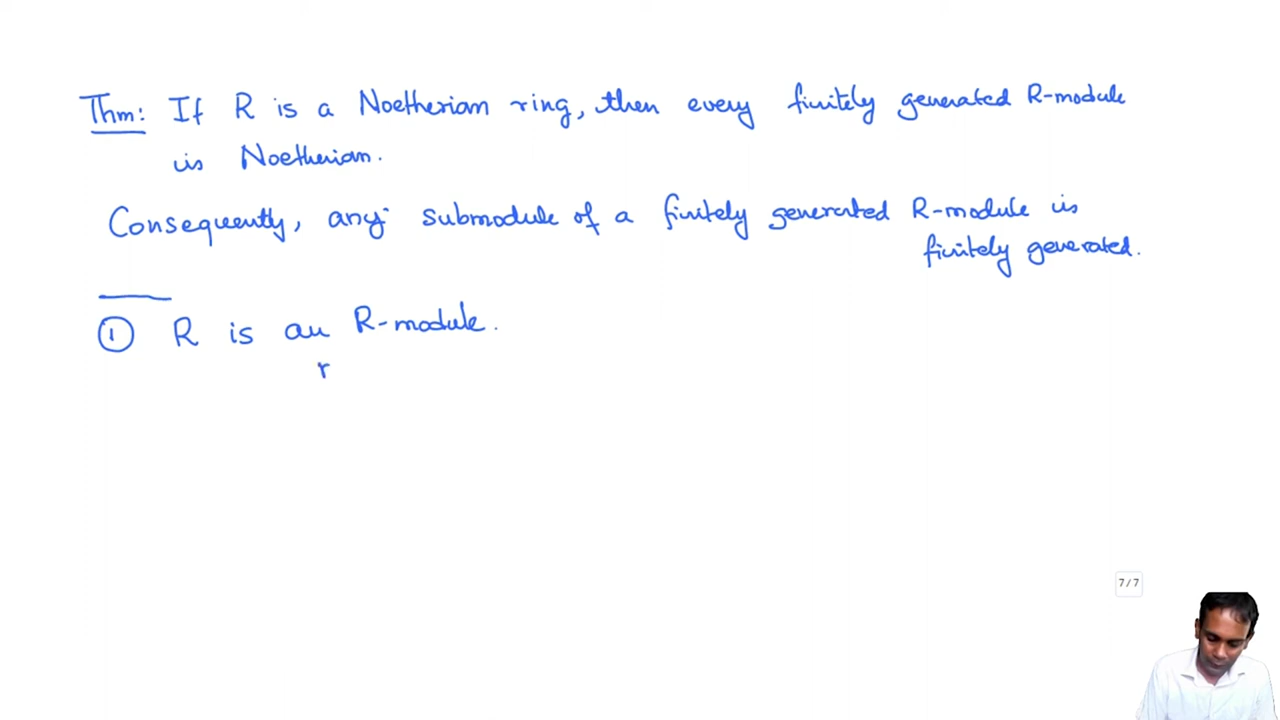 Thm: If R is a Noetherian ring, then every finitely generated R-module
is Noetherian.
Consequently, any submodule of a finitely generated R-module is
finitely generated.
① R is an R-module.
r
7/7